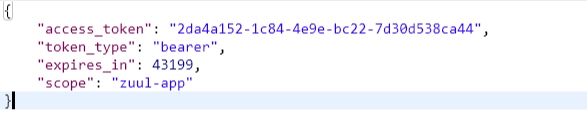 {
"access_token": "2da4a152-1c84-4e9e-bc22-7d30d538ca44",
"token_type": "bearer",
"expires_in": 43199,
"scope": "zuul-app"
}